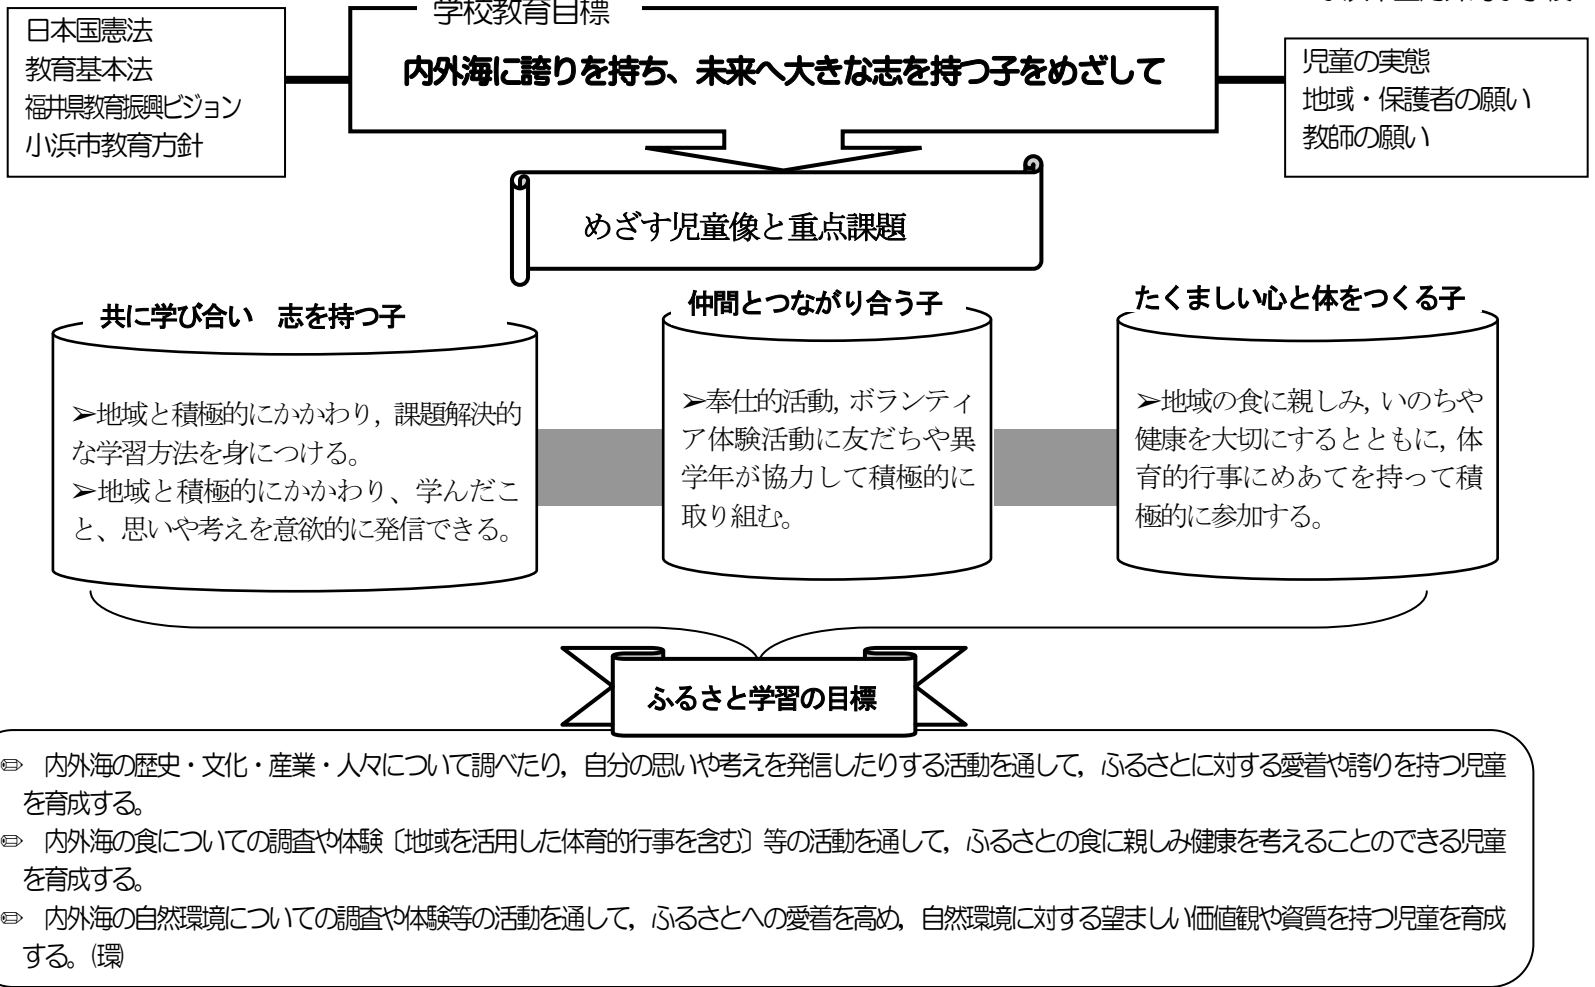 学校教育目標
日本国憲法
教育基本法
福井県教育振興ビジョン
小浜市教育方針
内外海に誇りを持ち、未来へ大きな志を持つ子をめざして
児童の実態
地域・保護者の願い
教師の願い
めざす児童像と重点課題
共に学び合い　志を持つ子
➢地域と積極的にかかわり, 課題解決的
な学習方法を身につける。
➢地域と積極的にかかわり、学んだこ
と、思いや考えを意欲的に発信できる。
仲間とつながり合う子
➢奉仕的活動, ボランティ
ア体験活動に友だちや異
学年が協力して積極的に
取り組む。
たくましい心と体をつくる子
➢地域の食に親しみ, いのちや
健康を大切にするとともに, 体
育的行事にめあてを持って積
極的に参加する。
ふるさと学習の目標
✏ 内外海の歴史・文化・産業・人々について調べたり，自分の思いや考えを発信したりする活動を通して，ふるさとに対する愛着や誇りを持つ児童
を育成する。
✏ 内外海の食についての調査や体験〔地域を活用した体育的行事を含む〕等の活動を通して，ふるさとの食に親しみ健康を考えることのできる児童
を育成する。
✏ 内外海の自然環境についての調査や体験等の活動を通して，ふるさとへの愛着を高め，自然環境に対する望ましい価値観や資質を持つ児童を育成
する。(環)